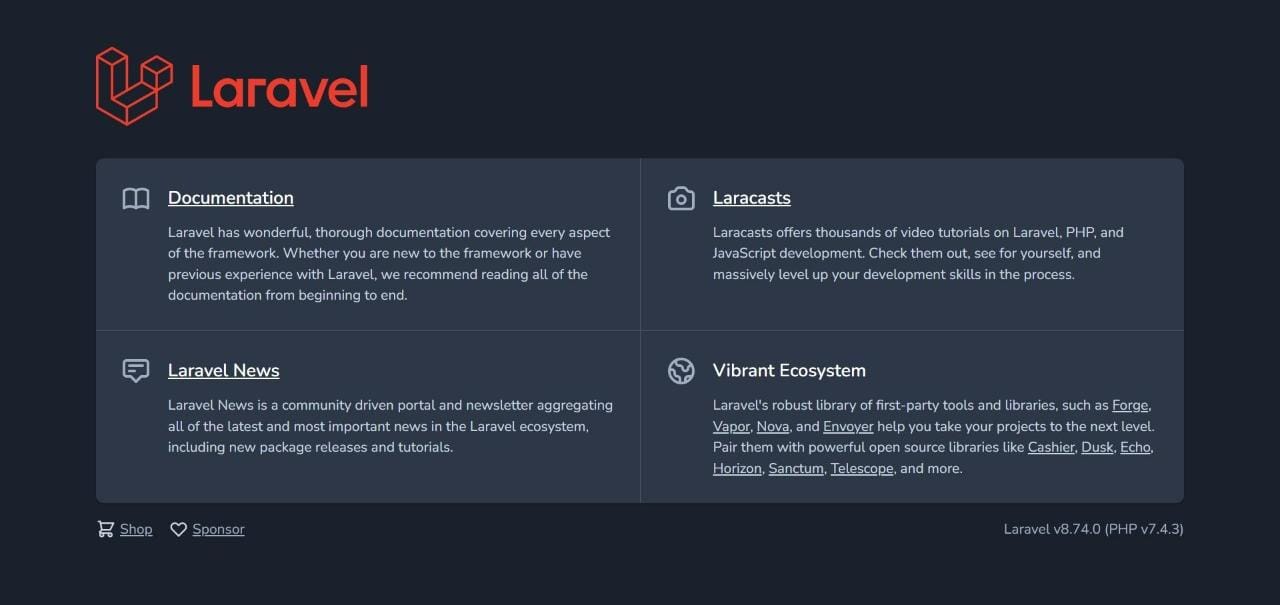 Laravel
Documentation
Laravel has wonderful, thorough documentation covering every aspect
of the framework. Whether you are new to the framework or have
previous experience with Laravel, we recommend reading all of the
documentation from beginning to end.
Laracasts
Laracasts offers thousands of video tutorials on Laravel, PHP, and
JavaScript development. Check them out, see for yourself, and
massively level up your development skills in the process.
Laravel News
Laravel News is a community driven portal and newsletter aggregating
all of the latest and most important news in the Laravel ecosystem,
including new package releases and tutorials.
Vibrant Ecosystem
Laravel's robust library of first-party tools and libraries, such as Forge,
Vapor, Nova, and Envoyer help you take your projects to the next level.
Pair them with powerful open source libraries like Cashier, Dusk, Echo,
Horizon, Sanctum, Telescope, and more.
Shop
Sponsor
Laravel v8.74.0 (PHP v7.4.3)